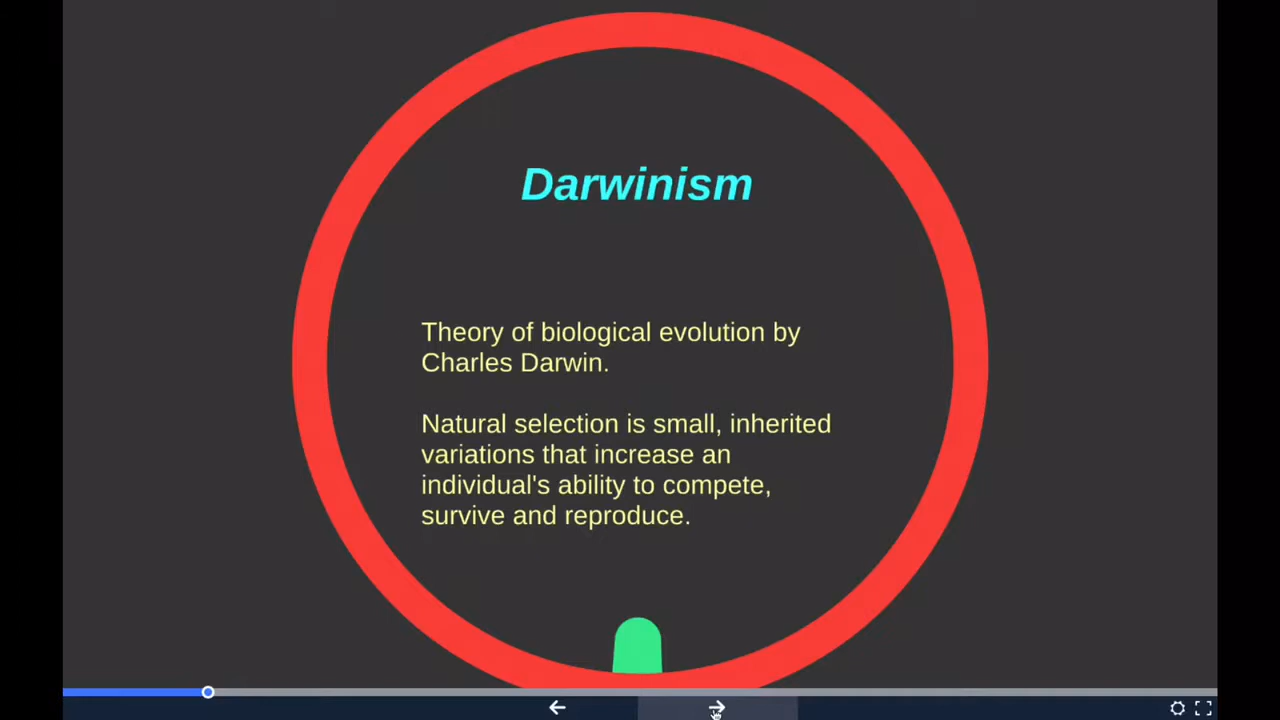 Darwinism
Theory of biological evolution by
Charles Darwin.
Natural selection is small, inherited
variations that increase an
individual's ability to compete,
survive and reproduce.